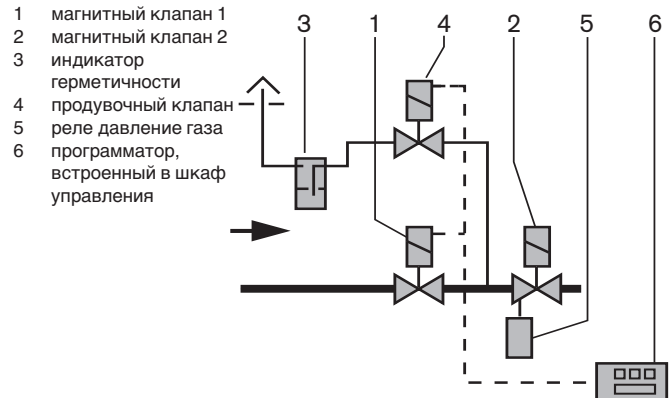 1 магнитный клапан 1
2 магнитный клапан 2
3 индикатор
герметичности
4 продувочный клапан
5 реле давление газа
6 программатор,
встроенный в шкаф
управления
3 1 4 2 5 6